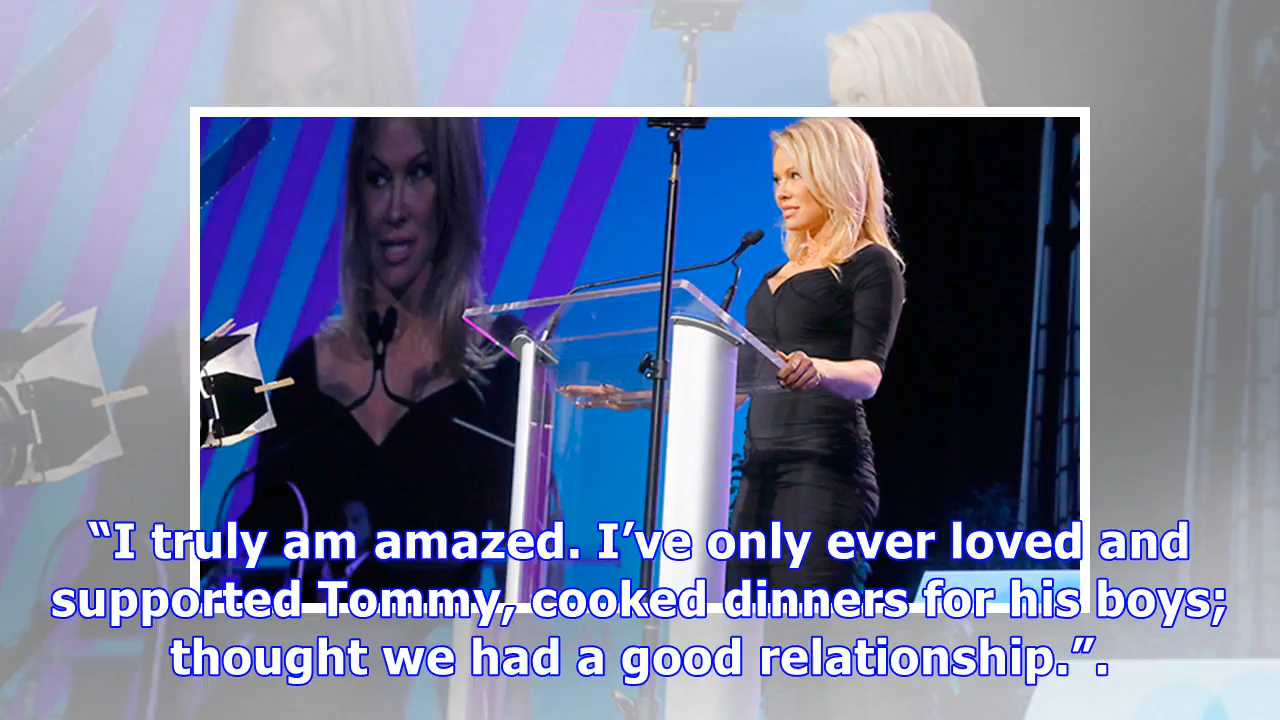 “I truly am amazed. I’ve only ever loved and
supported Tommy, cooked dinners for his boys;
thought we had a good relationship.”.